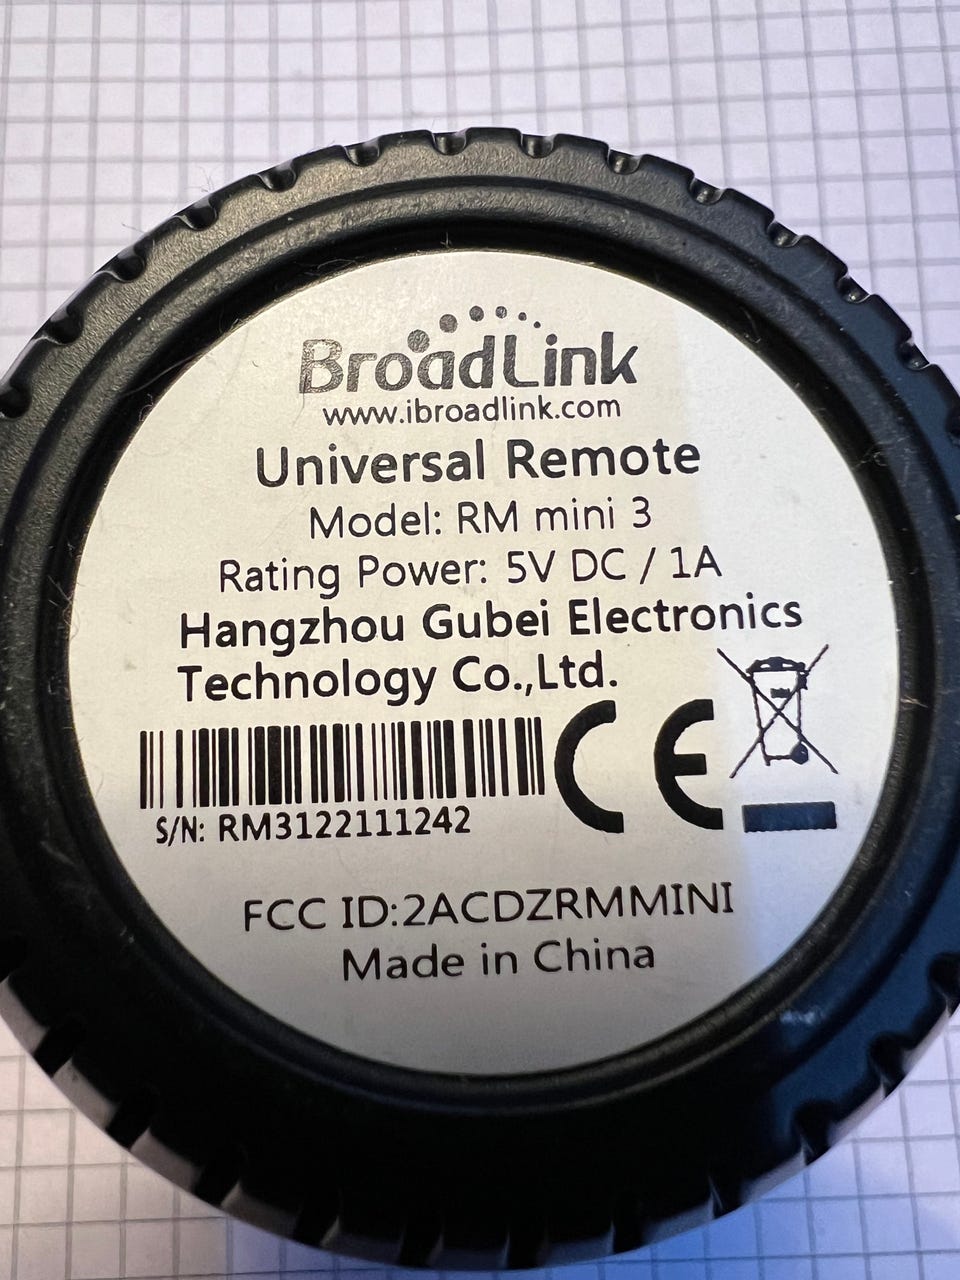 BroadLink
www.ibroadlink.com
Universal Remote
Model: RM mini 3
Rating Power: 5V DC / 1A
Hangzhou Gubei Electronics
Technology Co.,Ltd.
CE
S/N: RM3122111242
FCC ID:2ACDZRMMINI
Made in China